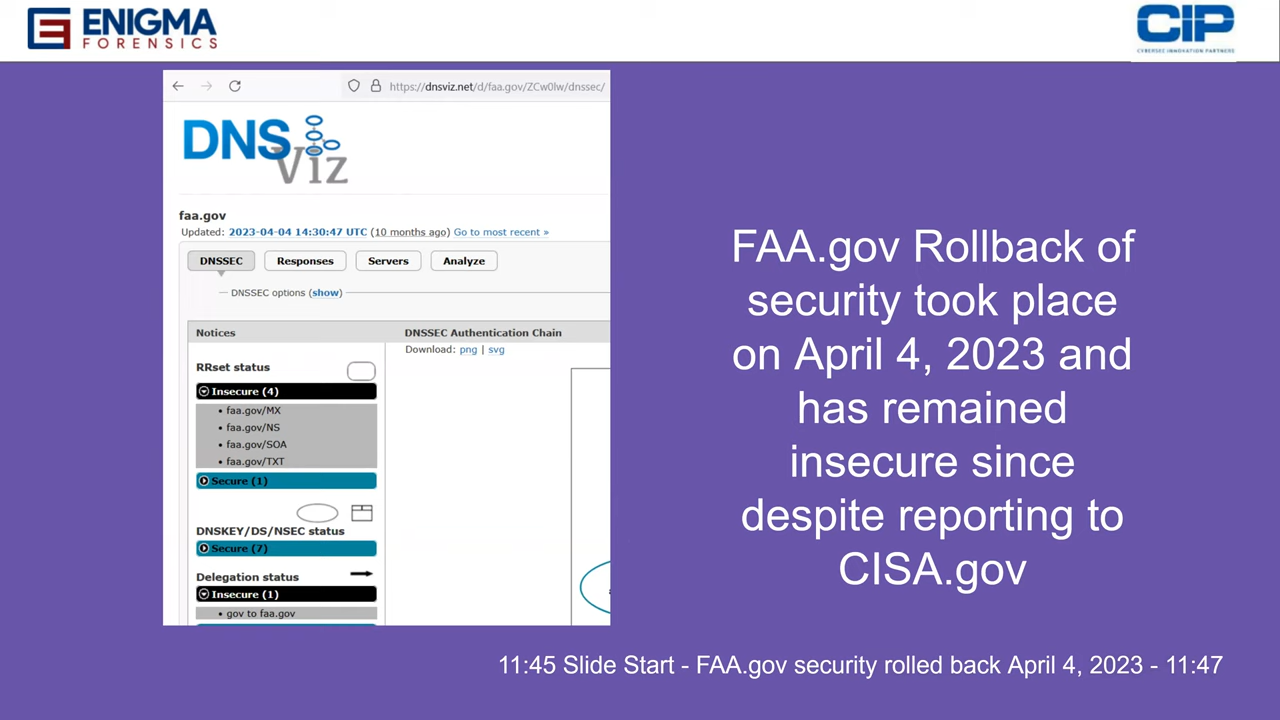 ENIGMA
FORENSICS
CIP
CYBERSEC INNOVATION PARTNERS
https://dnsviz.net/d/faa.gov/ZCw0lw/dnssec/
DNS
Viz
faa.gov
Updated: 2023-04-04 14:30:47 UTC (10 months ago) Go to most recent »
DNSSEC Responses Servers Analyze
DNSSEC options (show)
Notices
RRset status
Insecure (4)
• faa.gov/MX
• faa.gov/NS
• faa.gov/SOA
• faa.gov/TXT
Secure (1)
DNSKEY/DS/NSEC status
Secure (7)
Delegation status
Insecure (1)
• gov to faa.gov
DNSSEC Authentication Chain
Download: png | svg
FAA.gov Rollback of
security took place
on April 4, 2023 and
has remained
insecure since
despite reporting to
CISA.gov
11:45 Slide Start - FAA.gov security rolled back April 4, 2023 - 11:47